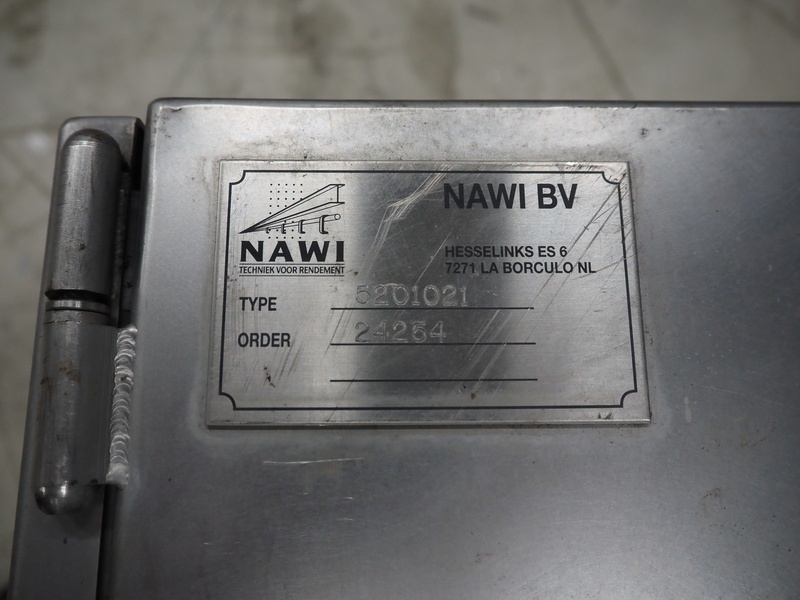 NAWI BV
NAWI
TECHNIEK VOOR RENDEMENT
HESSELINKS ES 6
7271 LA BORCULO NL
TYPE 5201021
ORDER 24254